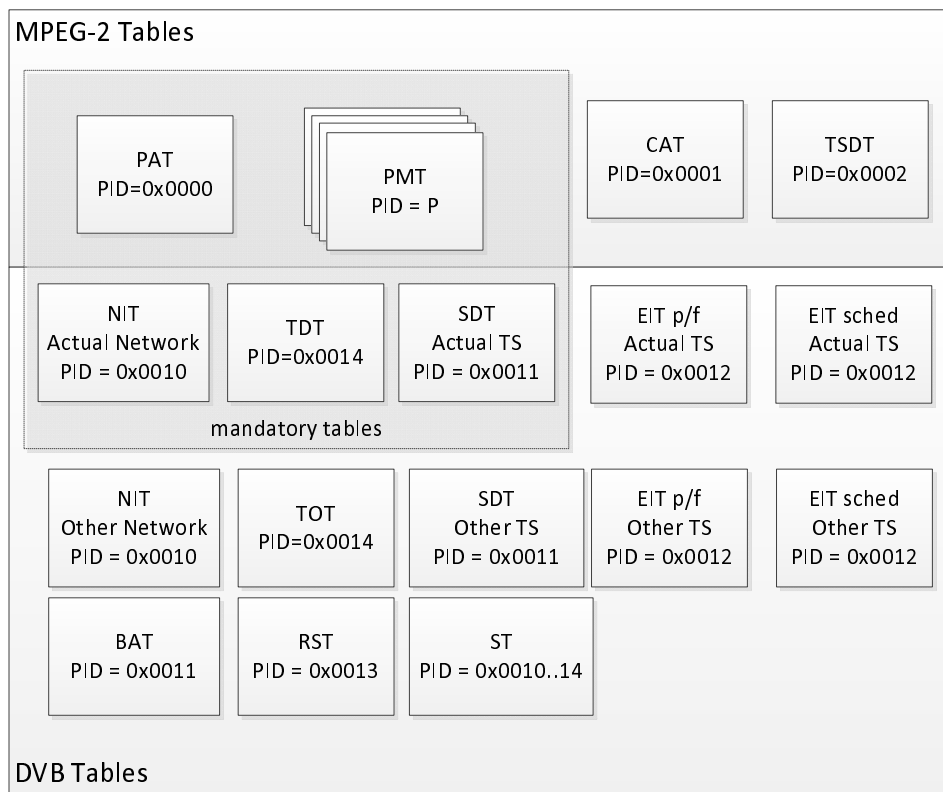 MPEG-2 Tables
PAT
PID=0x0000
PMT
PID = P
CAT
PID=0x0001
TSDT
PID=0x0002
NIT
Actual Network
PID = 0x0010
TDT
PID=0x0014
SDT
Actual TS
PID = 0x0011
EIT p/f
Actual TS
PID = 0x0012
EIT sched
Actual TS
PID = 0x0012
mandatory tables
NIT
Other Network
PID = 0x0010
TOT
PID=0x0014
SDT
Other TS
PID = 0x0011
EIT p/f
Other TS
PID = 0x0012
EIT sched
Other TS
PID = 0x0012
BAT
PID = 0x0011
RST
PID = 0x0013
ST
PID = 0x0010..14
DVB Tables